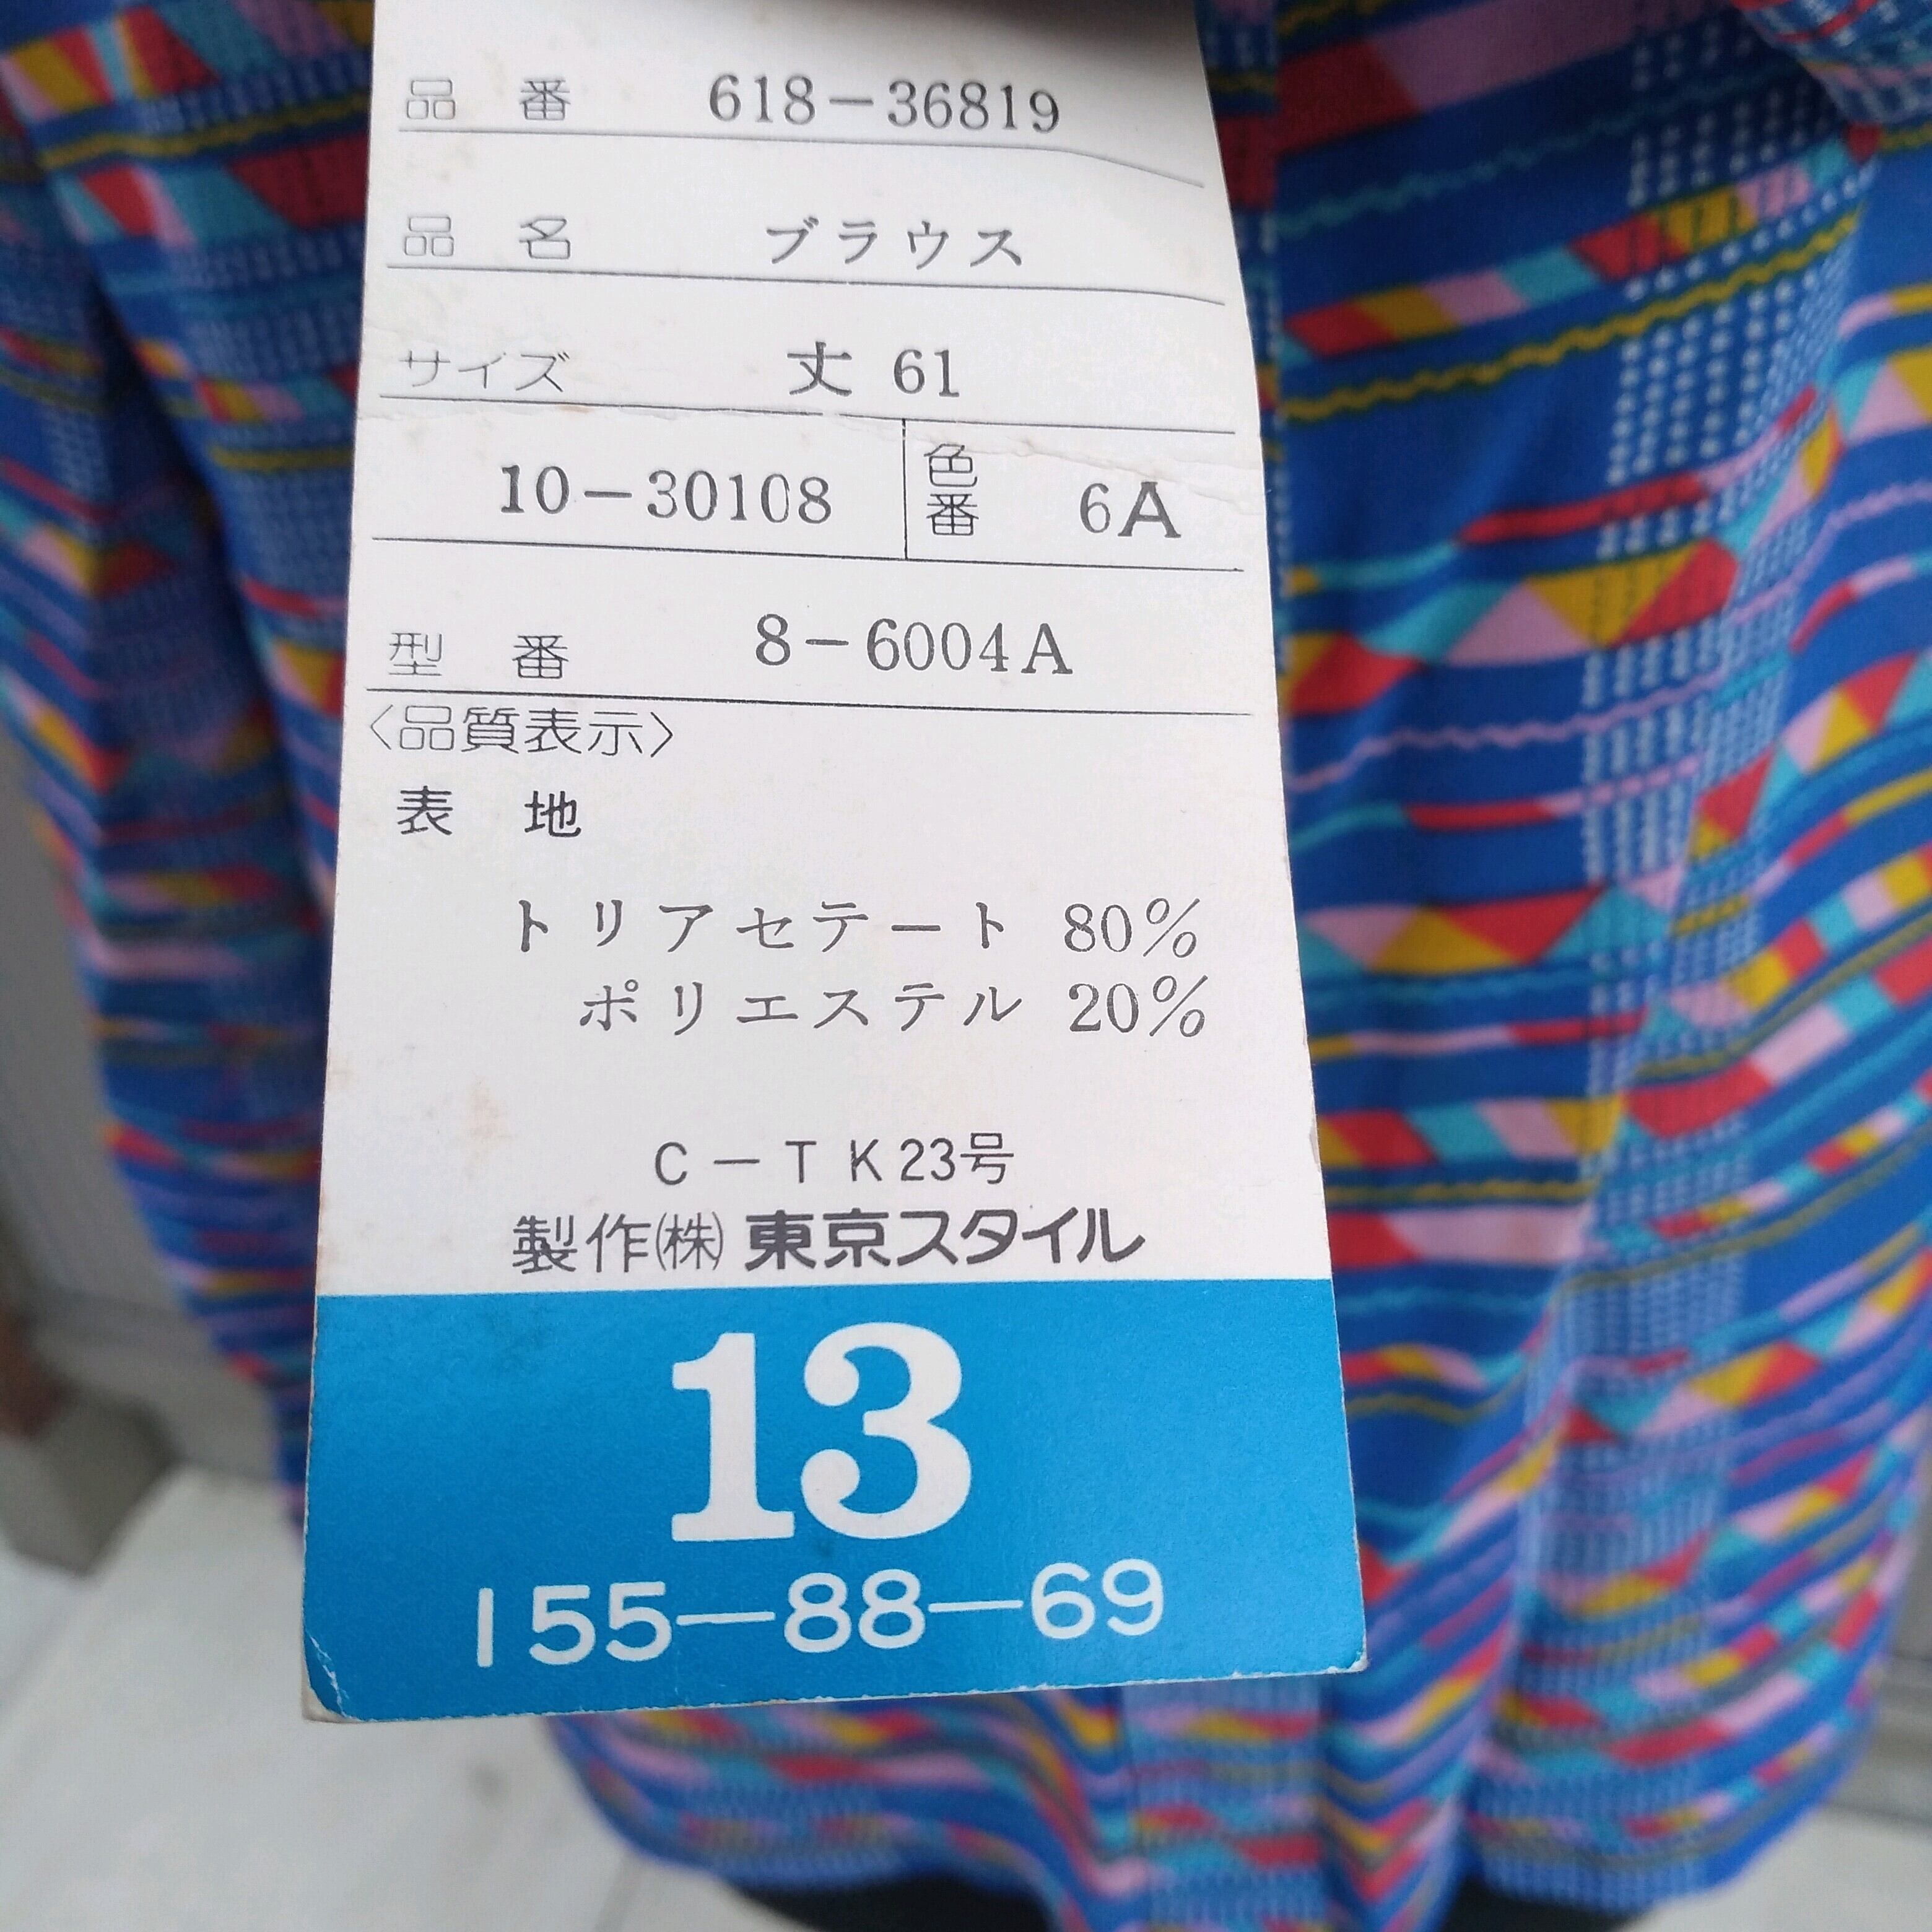 品番 618-36819
品名 ブラウス
サイズ 丈 61
10-30108 色番 6A
型番 8-6004A
〈品質表示〉
表地
トリアセテート 80%
ポリエステル 20%
C-TK23号
製作(株)東京スタイル
13
155-88-69